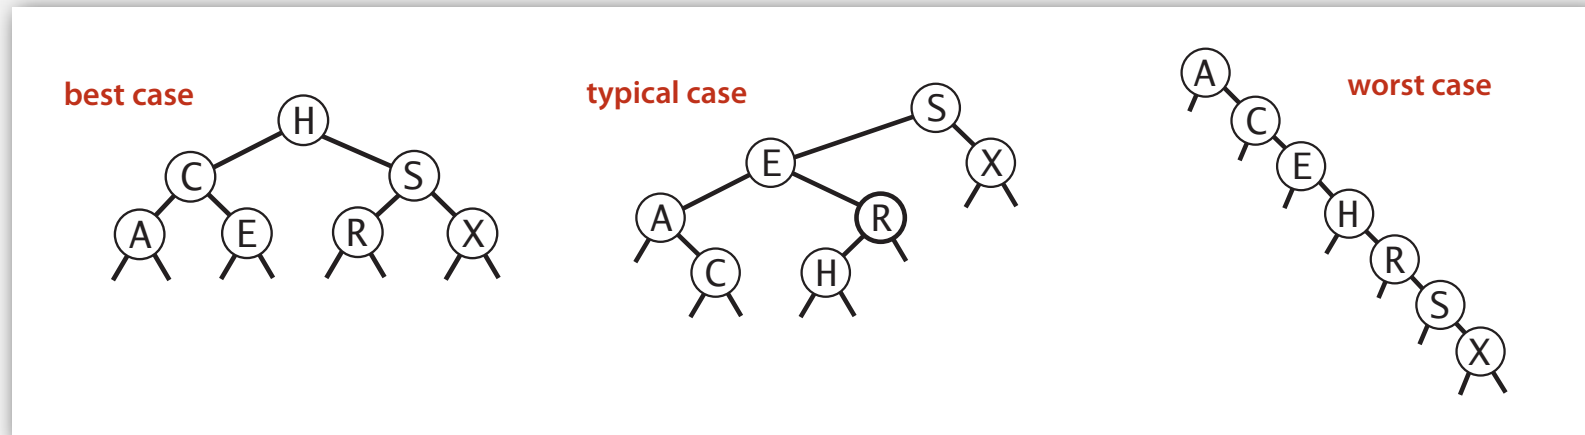 best case
H
C S
A E R X
typical case
S
E X
A R
C H
worst case
A
C
E
H
R
S
X